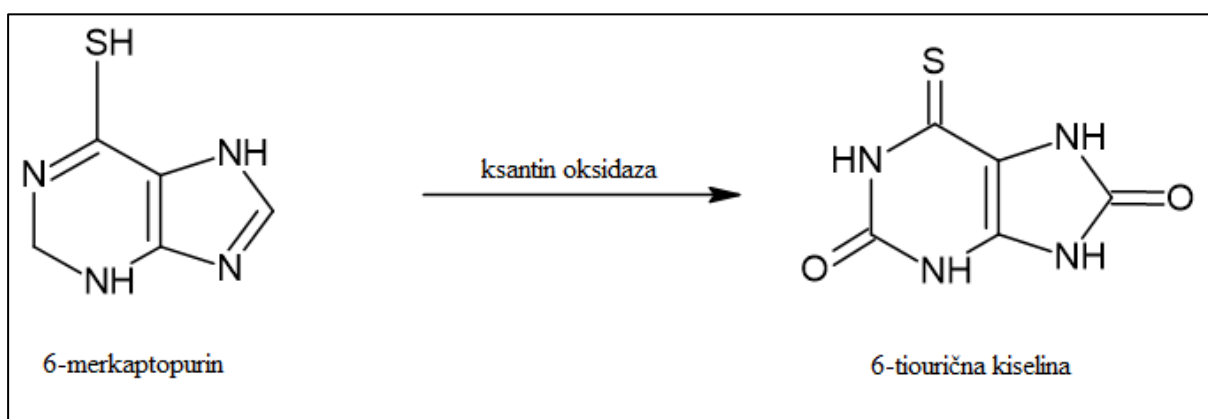 SH
N
NH
NH
N
6-merkaptopurin
ksantin oksidaza
S
HN
NH
O
O
NH
NH
6-tiourična kiselina